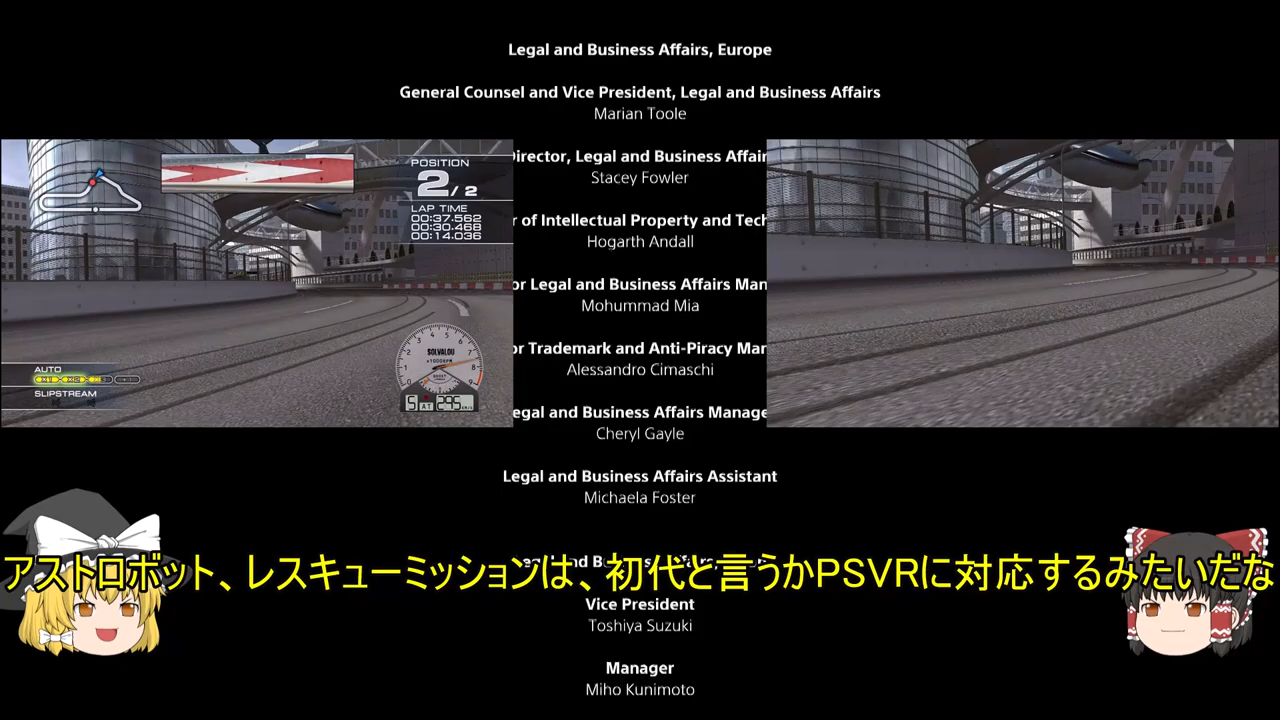 Legal and Business Affairs, Europe
General Counsel and Vice President, Legal and Business Affairs
Marian Toole
Director, Legal and Business Affair
Stacey Fowler
r of Intellectual Property and Tech
Hogarth Andall
or Legal and Business Affairs Man
Mohummad Mia
or Trademark and Anti-Piracy Mar
Alessandro Cimaschi
egal and Business Affairs Manage
Cheryl Gayle
Legal and Business Affairs Assistant
Michaela Foster
POSITION
2/2
LAP TIME
00:37.562
00:30.468
00:14.036
AUTO
SLIPSTREAM
SOLVALOU
x1000RPM
5 AT 295
アストロボット、レスキューミッションは、初代と言うかPSVRに対応するみたいだな
Vice President
Toshiya Suzuki
Manager
Miho Kunimoto